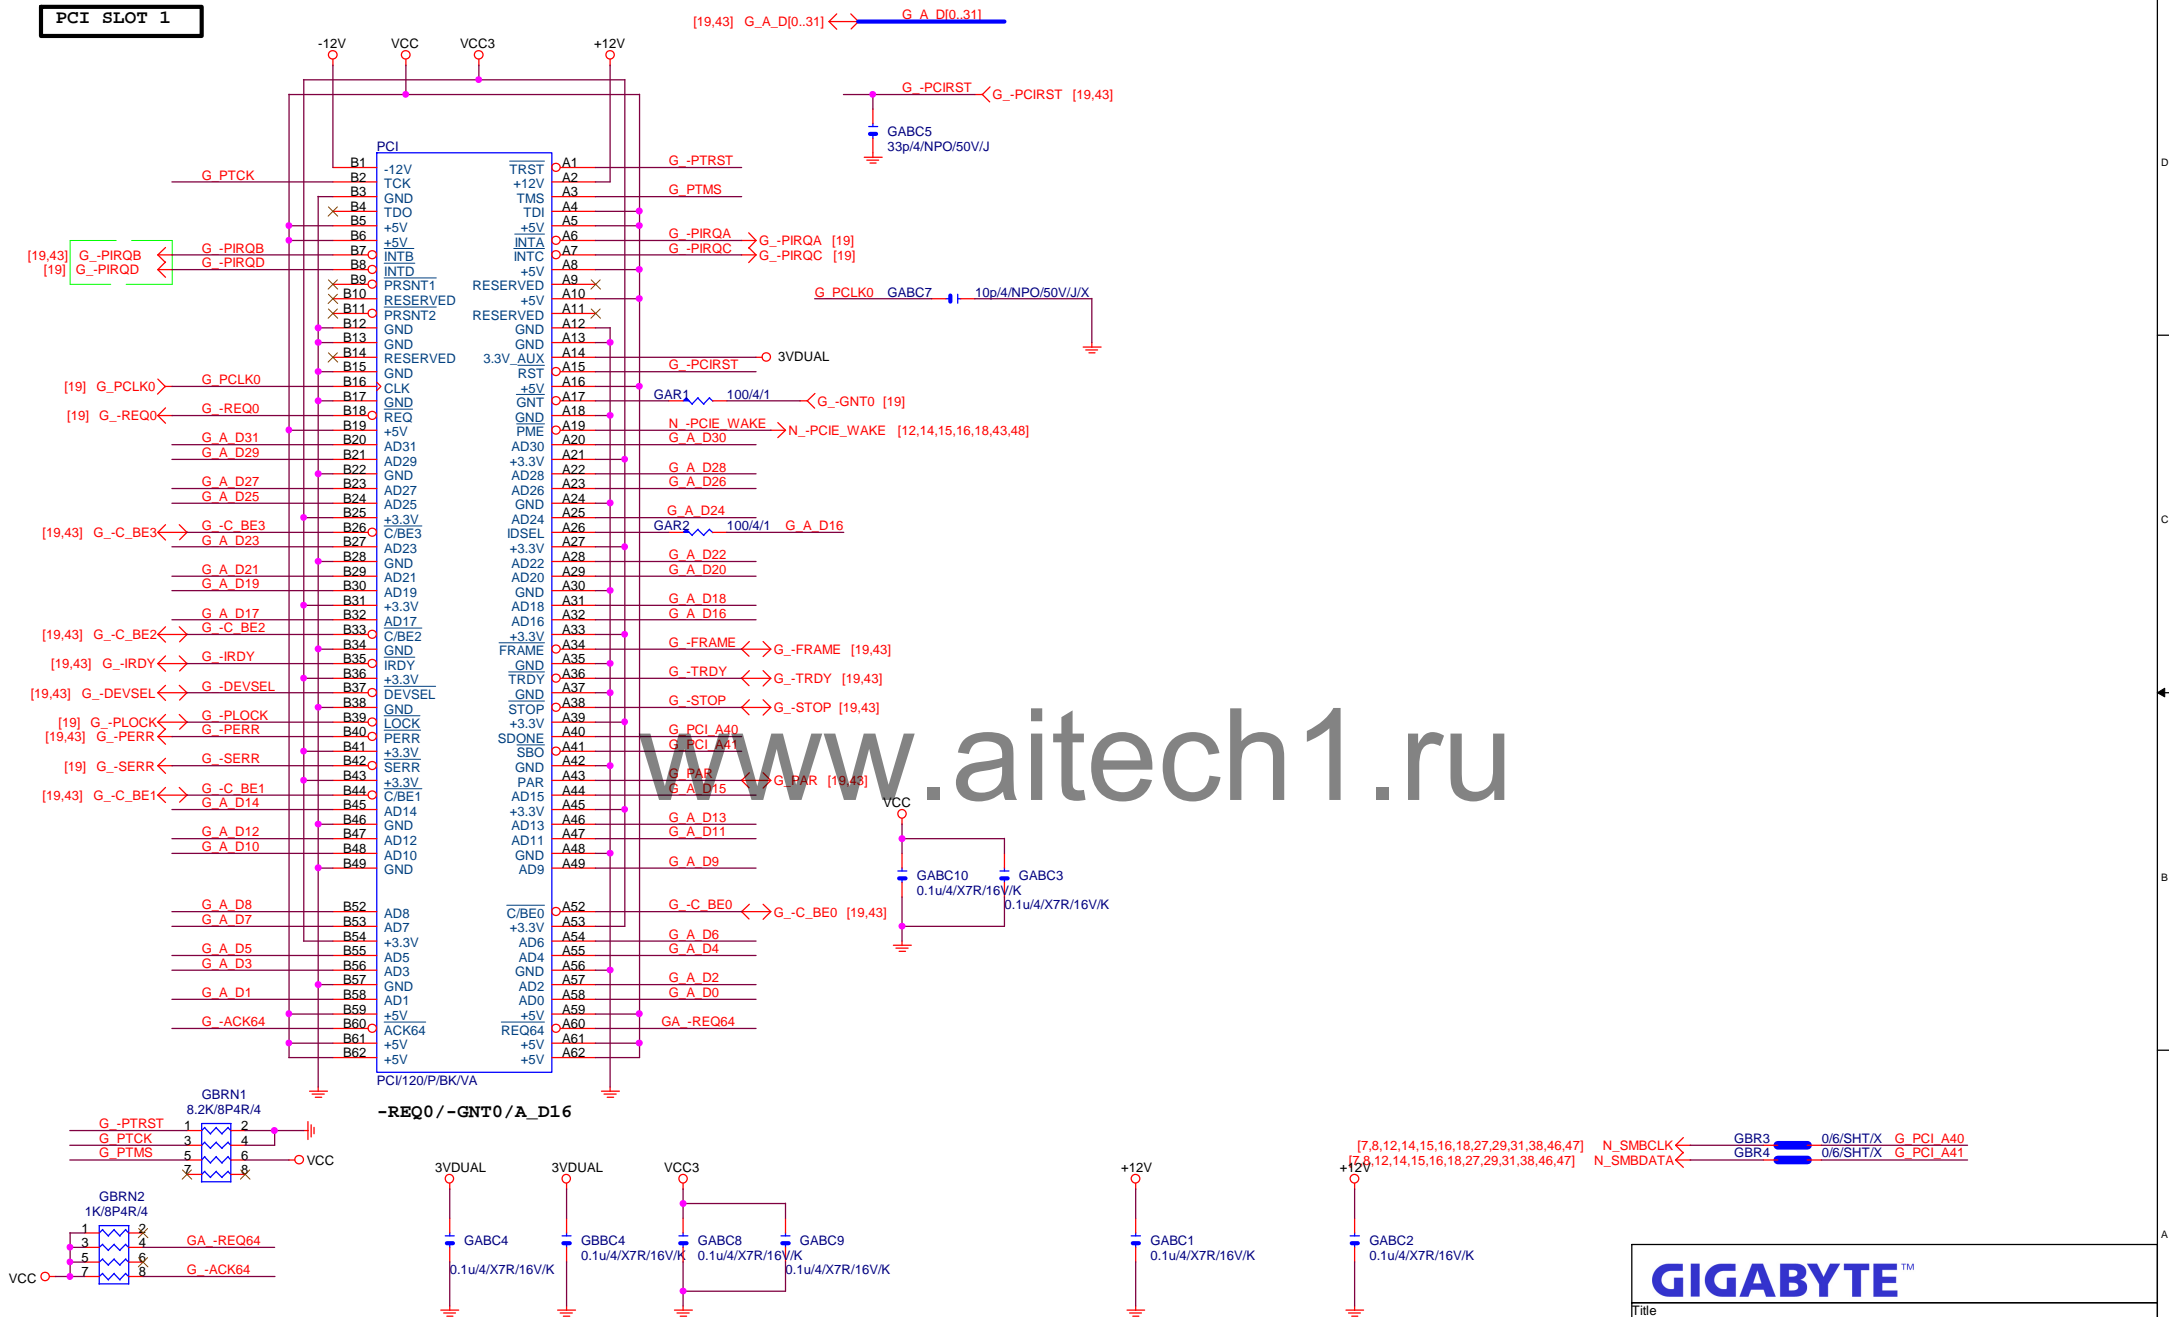 PCI SLOT 1
[19,43] G_A_D[0..31] G_A_D[0..31]
-12V VCC VCC3 +12V
G_-PCIRST G_-PCIRST [19,43]
GABC5
33p/4/NPO/50V/J
PCI
B1 -12V TRST A1 G_-PTRST
G_PTCK B2 TCK +12V A2
B3 GND TMS A3 G_PTMS
B4 TDO TDI A4
B5 +5V +5V A5
B6 +5V INTA A6 G_-PIRQA G_-PIRQA [19]
[19,43] G_-PIRQB G_-PIRQB B7 INTB INTC A7 G_-PIRQC G_-PIRQC [19]
[19] G_-PIRQD G_-PIRQD B8 INTD +5V A8
B9 PRSNT1 RESERVED A9
B10 RESERVED +5V A10
G_PCLK0 GABC7 10p/4/NPO/50V/J/X
B11 PRSNT2 RESERVED A11
B12 GND GND A12
B13 GND GND A13
B14 RESERVED 3.3V_AUX A14 3VDUAL
B15 GND RST A15 G_-PCIRST
[19] G_PCLK0 G_PCLK0 B16 CLK +5V A16
B17 GND GNT A17 GAR1 100/4/1 G_-GNT0 [19]
[19] G_-REQ0 G_-REQ0 B18 REQ GND A18
B19 +5V PME A19 N_-PCIE_WAKE N_-PCIE_WAKE [12,14,15,16,18,43,48]
G_A_D31 B20 AD31 AD30 A20 G_A_D30
G_A_D29 B21 AD29 +3.3V A21
B22 GND AD28 A22 G_A_D28
G_A_D27 B23 AD27 AD26 A23 G_A_D26
G_A_D25 B24 AD25 GND A24
B25 +3.3V AD24 A25 G_A_D24
[19,43] G_-C_BE3 G_-C_BE3 B26 C/BE3 IDSEL A26 GAR2 100/4/1 G_A_D16
G_A_D23 B27 AD23 +3.3V A27
B28 GND AD22 A28 G_A_D22
G_A_D21 B29 AD21 AD20 A29 G_A_D20
G_A_D19 B30 AD19 GND A30
B31 +3.3V AD18 A31 G_A_D18
G_A_D17 B32 AD17 AD16 A32 G_A_D16
[19,43] G_-C_BE2 G_-C_BE2 B33 C/BE2 +3.3V A33
B34 GND FRAME A34 G_-FRAME G_-FRAME [19,43]
[19,43] G_-IRDY G_-IRDY B35 IRDY GND A35
B36 +3.3V TRDY A36 G_-TRDY G_-TRDY [19,43]
[19,43] G_-DEVSEL G_-DEVSEL B37 DEVSEL GND A37
B38 GND STOP A38 G_-STOP G_-STOP [19,43]
[19] G_-PLOCK G_-PLOCK B39 LOCK +3.3V A39
[19,43] G_-PERR G_-PERR B40 PERR SDONE A40 G_PCI_A40
B41 +3.3V SBO A41 G_PCI_A41
[19] G_-SERR G_-SERR B42 SERR GND A42
B43 +3.3V PAR A43 G_PAR G_PAR [19,43]
[19,43] G_-C_BE1 G_-C_BE1 B44 C/BE1 AD15 A44 G_A_D15
G_A_D14 B45 AD14 +3.3V A45
B46 GND AD13 A46 G_A_D13
G_A_D12 B47 AD12 AD11 A47 G_A_D11
G_A_D10 B48 AD10 GND A48
B49 GND AD9 A49 G_A_D9
G_A_D8 B52 AD8 C/BE0 A52 G_-C_BE0 G_-C_BE0 [19,43]
G_A_D7 B53 AD7 +3.3V A53
B54 +3.3V AD6 A54 G_A_D6
G_A_D5 B55 AD5 AD4 A55 G_A_D4
G_A_D3 B56 AD3 GND A56
B57 GND AD2 A57 G_A_D2
G_A_D1 B58 AD1 AD0 A58 G_A_D0
B59 +5V +5V A59
G_-ACK64 B60 ACK64 REQ64 A60 GA_-REQ64
B61 +5V +5V A61
B62 +5V +5V A62
PCI/120/P/BK/VA
-REQ0/-GNT0/A_D16
www.aitech1.ru
VCC
GABC10 GABC3
0.1u/4/X7R/16V/K
0.1u/4/X7R/16V/K
D
C
B
A
GBRN1
8.2K/8P4R/4
G_-PTRST 1 2
G_PTCK 3 4
G_PTMS 5 6 VCC
7 8
GBRN2
1K/8P4R/4
1 2
3 4 GA_-REQ64
5 6
VCC 7 8 G_-ACK64
3VDUAL 3VDUAL VCC3 +12V +12V
GABC4 GBBC4 GABC8 GABC9 GABC1 GABC2
0.1u/4/X7R/16V/K 0.1u/4/X7R/16V/K 0.1u/4/X7R/16V/K 0.1u/4/X7R/16V/K
0.1u/4/X7R/16V/K 0.1u/4/X7R/16V/K
[7,8,12,14,15,16,18,27,29,31,38,46,47] N_SMBCLK GBR3 0/6/SHT/X G_PCI_A40
[7,8,12,14,15,16,18,27,29,31,38,46,47] N_SMBDATA GBR4 0/6/SHT/X G_PCI_A41
GIGABYTE™
Title